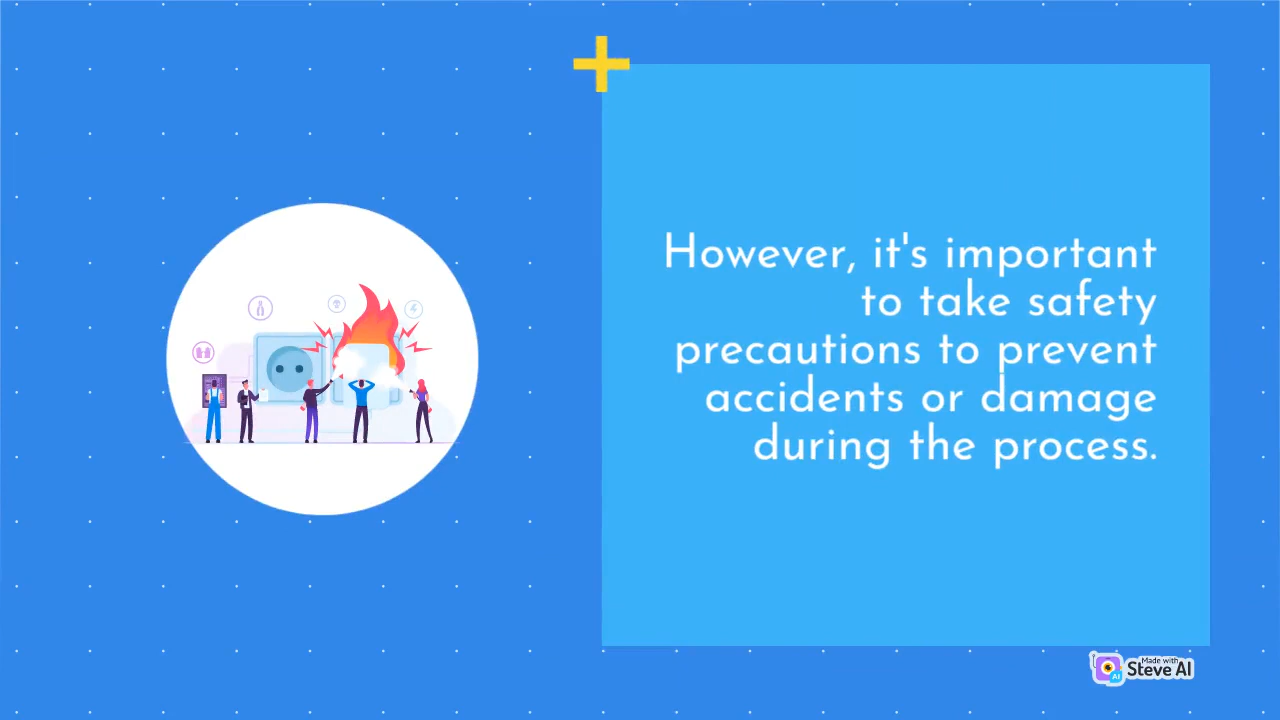 However, it's important
to take safety
precautions to prevent
accidents or damage
during the process.
Made with
Steve AI
AI